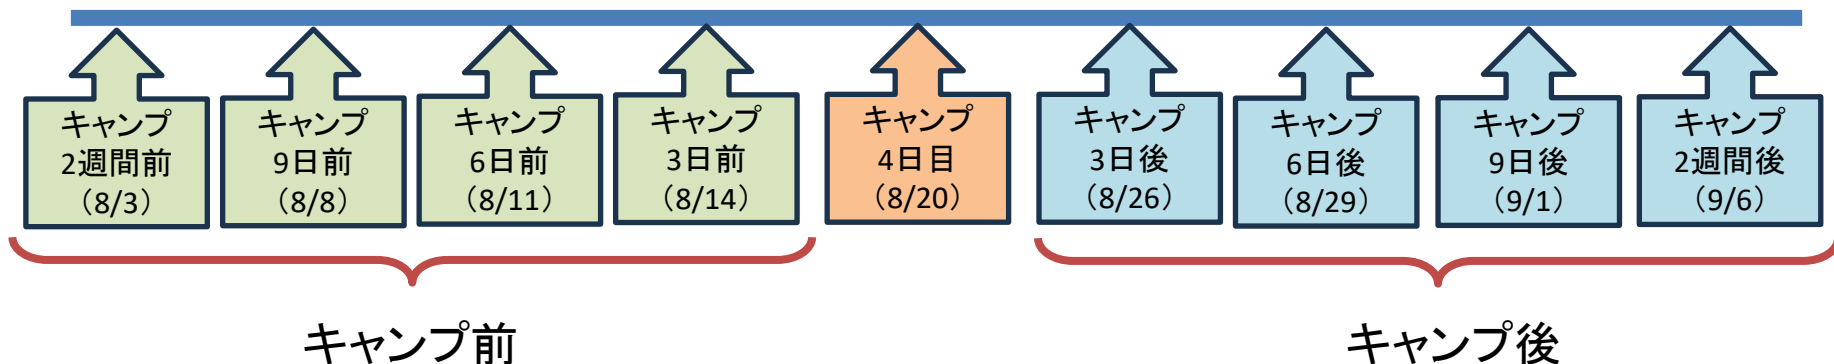 キャンプ
2週間前
（8/3）
キャンプ
9日前
（8/8）
キャンプ
6日前
（8/11）
キャンプ
3日前
（8/14）
キャンプ
4日目
（8/20）
キャンプ
3日後
（8/26）
キャンプ
6日後
（8/29）
キャンプ
9日後
（9/1）
キャンプ
2週間後
（9/6）
キャンプ前
キャンプ後